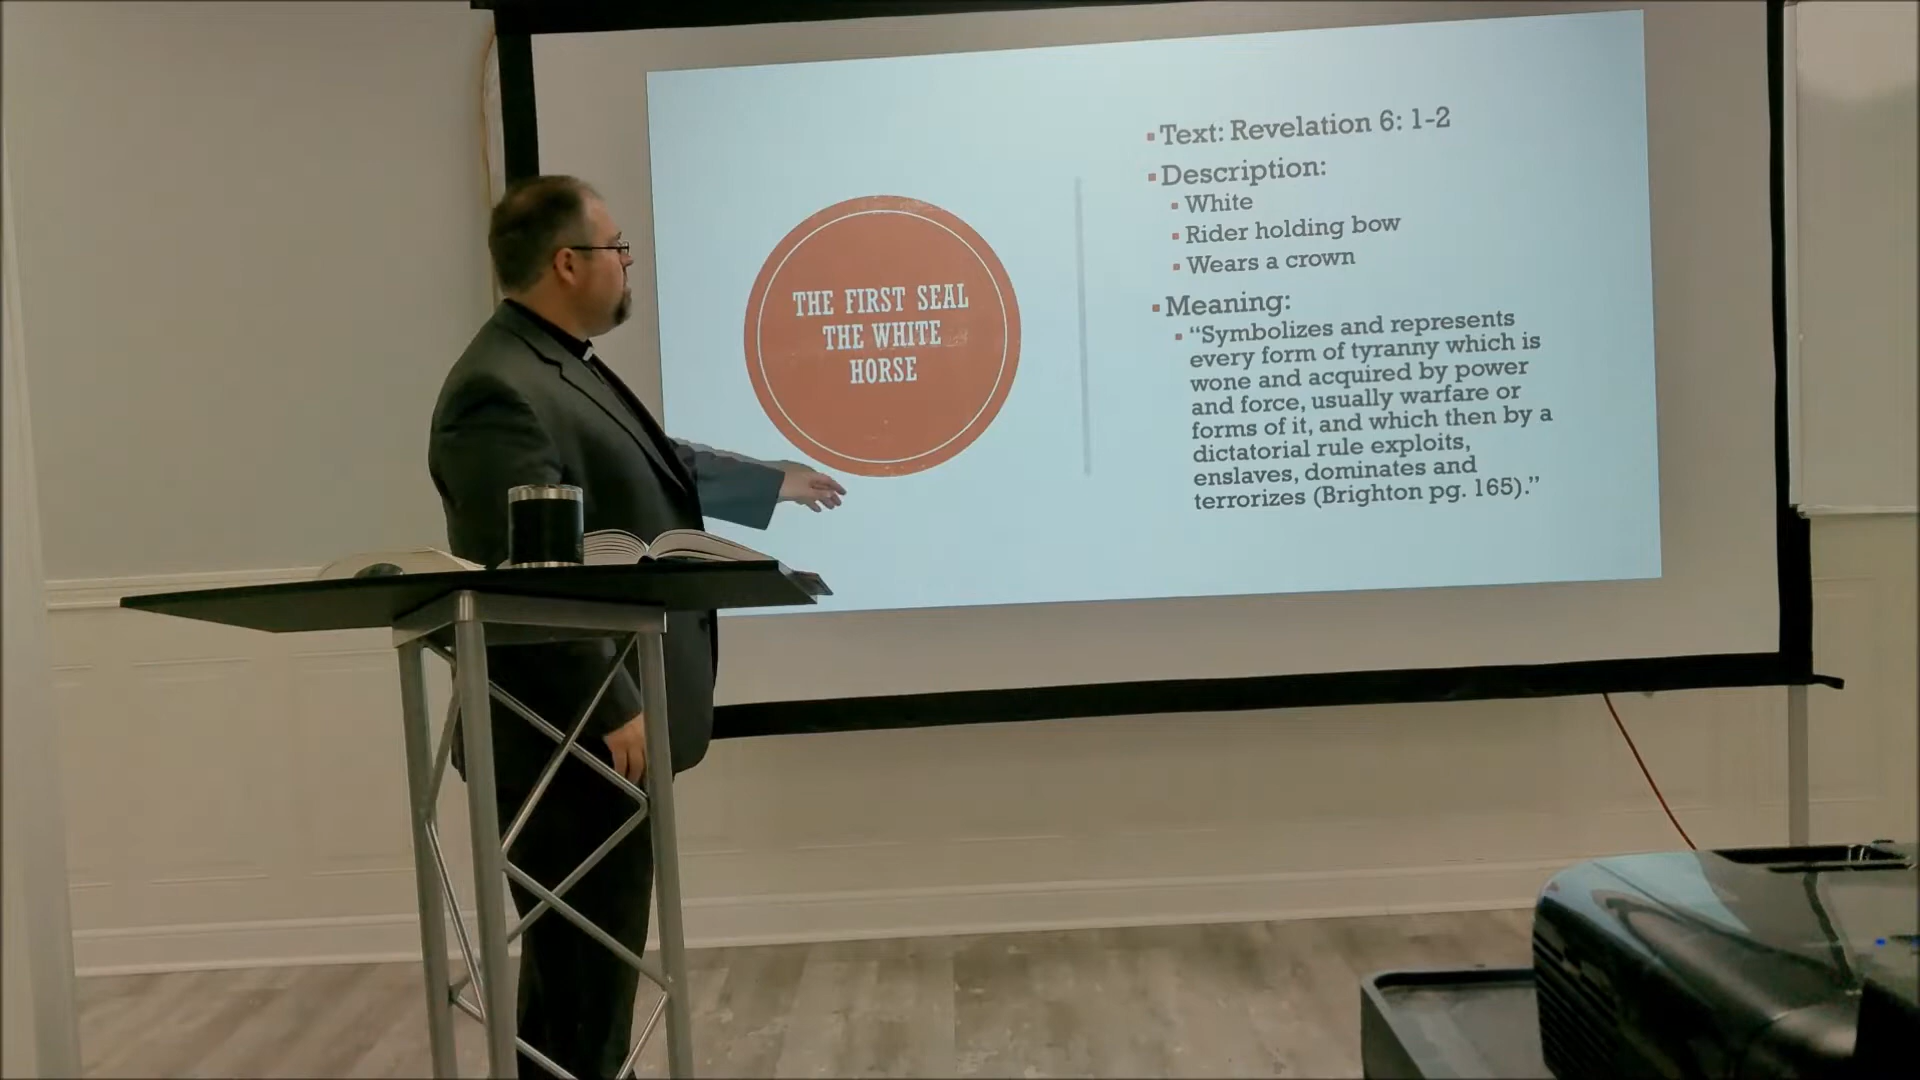 THE FIRST SEAL
THE WHITE
HORSE
Text: Revelation 6: 1-2
Description:
White
Rider holding bow
Wears a crown
Meaning:
“Symbolizes and represents
every form of tyranny which is
wone and acquired by power
and force, usually warfare or
forms of it, and which then by a
dictatorial rule exploits,
enslaves, dominates and
terrorizes (Brighton pg. 165).”